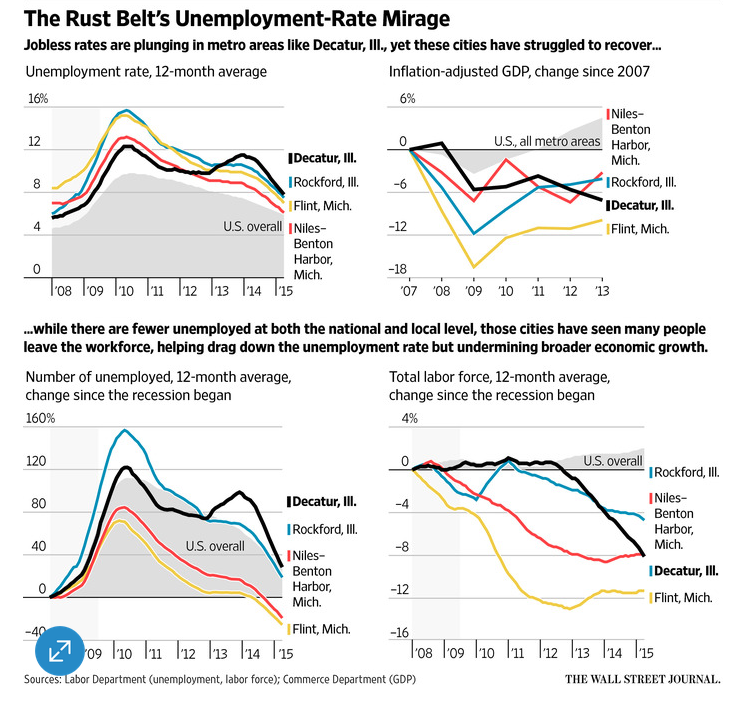 The Rust Belt's Unemployment-Rate Mirage
Jobless rates are plunging in metro areas like Decatur, Ill., yet these cities have struggled to recover...
Unemployment rate, 12-month average
16%
12
8
4
0
'08
'09
'10
'11
'12
'13
'14
'15
Decatur, Ill.
Rockford, Ill.
Flint, Mich.
U.S. overall
Niles–
Benton
Harbor,
Mich.
Inflation-adjusted GDP, change since 2007
6%
0
–6
–12
–18
'07
'08
'09
'10
'11
'12
'13
U.S., all metro areas
Niles–
Benton
Harbor,
Mich.
Rockford, Ill.
Decatur, Ill.
Flint, Mich.
...while there are fewer unemployed at both the national and local level, those cities have seen many people
leave the workforce, helping drag down the unemployment rate but undermining broader economic growth.
Number of unemployed, 12-month average,
change since the recession began
160%
120
80
40
0
–40
'09
'10
'11
'12
'13
'14
'15
Decatur, Ill.
Rockford, Ill.
U.S. overall
Niles–
Benton
Harbor,
Mich.
Flint, Mich.
Total labor force, 12-month average,
change since the recession began
4%
0
–4
–8
–12
–16
'08
'09
'10
'11
'12
'13
'14
'15
U.S. overall
Rockford, Ill.
Niles–
Benton
Harbor,
Mich.
Decatur, Ill.
Flint, Mich.
Sources: Labor Department (unemployment, labor force); Commerce Department (GDP)
THE WALL STREET JOURNAL.